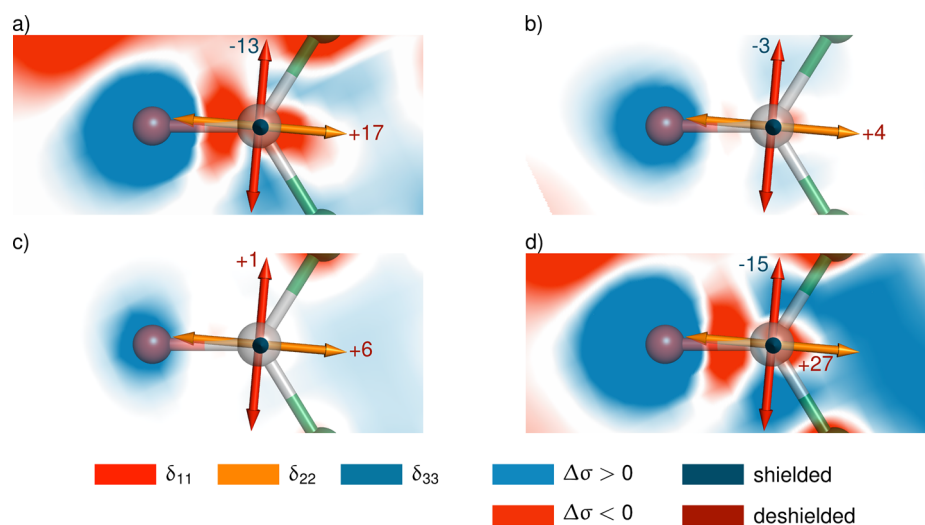 a)
b)
-13
-3
+17
+4
c)
d)
+1
-15
+6
+27
δ11
δ22
δ33
Δσ > 0
shielded
Δσ < 0
deshielded